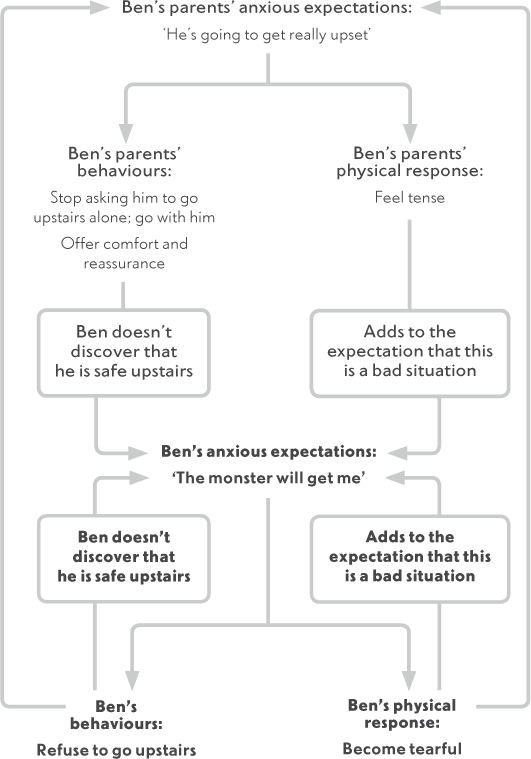 Ben's parents' anxious expectations:
‘He's going to get really upset’
Ben's parents'
behaviours:
Stop asking him to go
upstairs alone; go with him
Offer comfort and
reassurance
Ben's parents'
physical response:
Feel tense
Ben doesn't
discover that
he is safe upstairs
Adds to the
expectation that this
is a bad situation
Ben's anxious expectations:
‘The monster will get me’
Ben doesn't
discover that
he is safe upstairs
Adds to the
expectation that this
is a bad situation
Ben's
behaviours:
Refuse to go upstairs
Ben's physical
response:
Become tearful